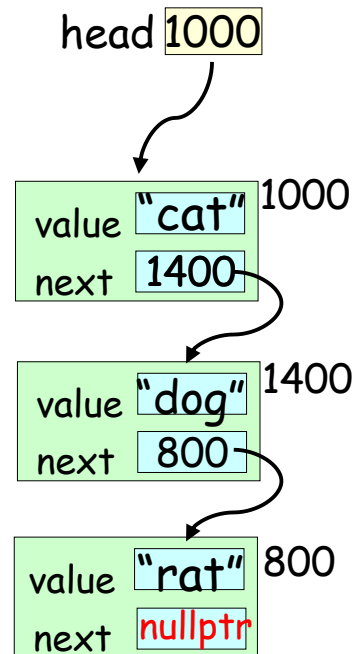 head 1000
value "cat" 1000
next 1400
value "dog" 1400
next 800
value "rat" 800
next nullptr